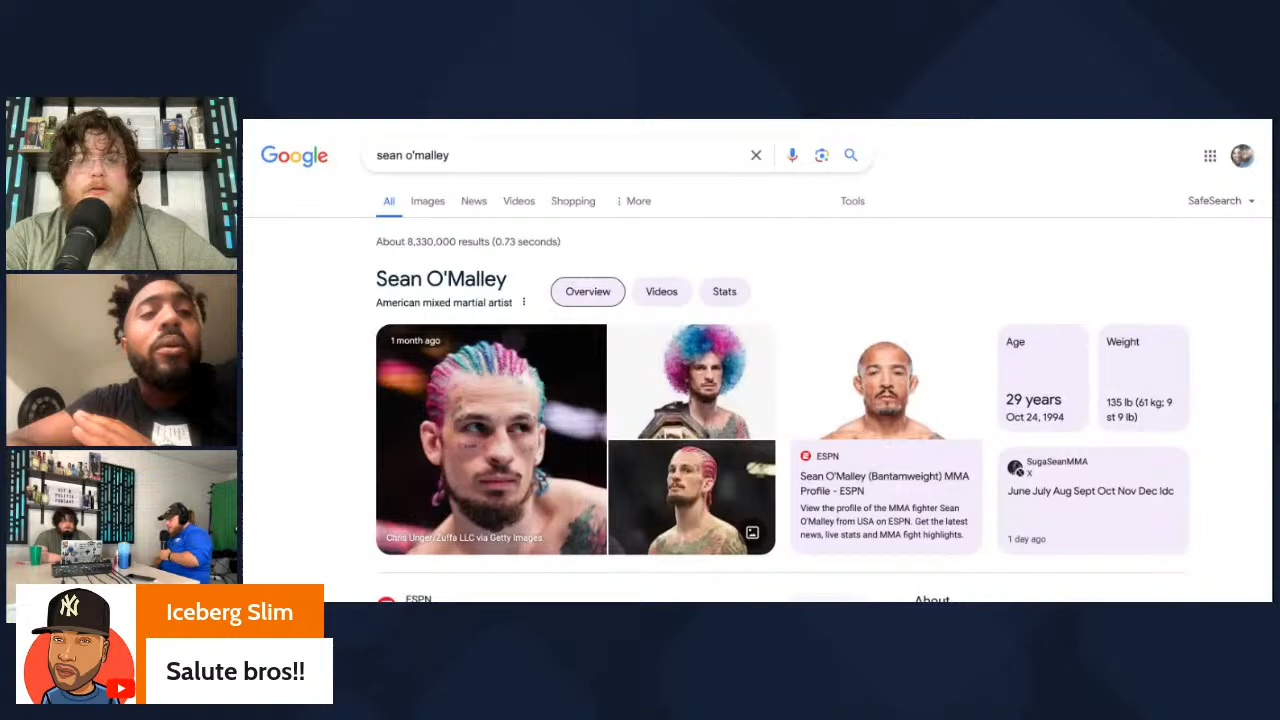 Google
sean o'malley
All Images News Videos Shopping More Tools SafeSearch
About 8,330,000 results (0.73 seconds)
Sean O'Malley
American mixed martial artist
Overview Videos Stats
1 month ago
Chris Unger/Zuffa LLC via Getty Images
ESPN
Sean O'Malley (Bantamweight) MMA
Profile - ESPN
View the profile of the MMA fighter Sean
O'Malley from USA on ESPN. Get the latest
news, live stats and MMA fight highlights.
Age
29 years
Oct 24, 1994
Weight
135 lb (61 kg; 9
st 9 lb)
SugaSeanMMA
X
June July Aug Sept Oct Nov Dec Idc
1 day ago
ESPN
About
Iceberg Slim
Salute bros!!